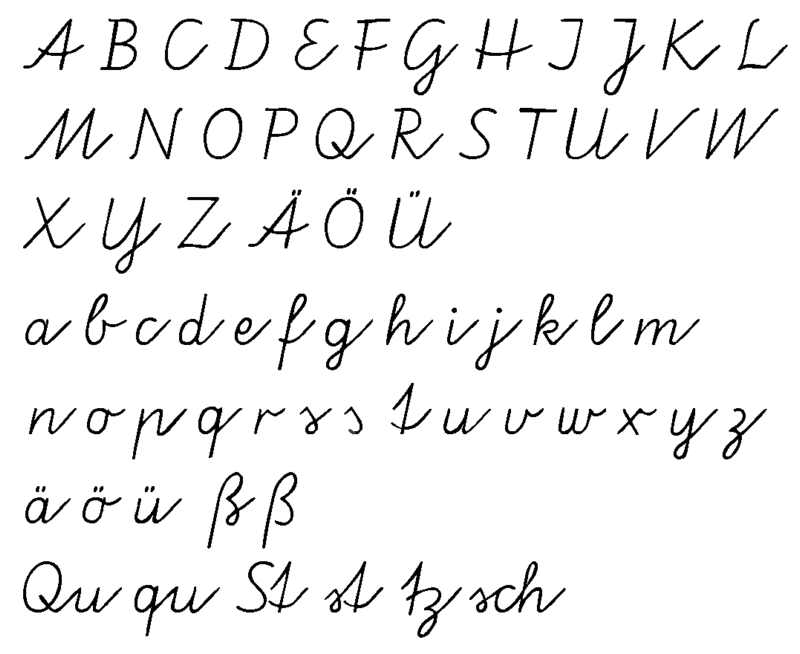 A B C D E F G H I J K L
M N O P Q R S T U V W
X Y Z Ä Ö Ü
a b c d e f g h i j k l m
n o p q r s s t u v w x y z
ä ö ü ß ß
Qu qu St st tz sch